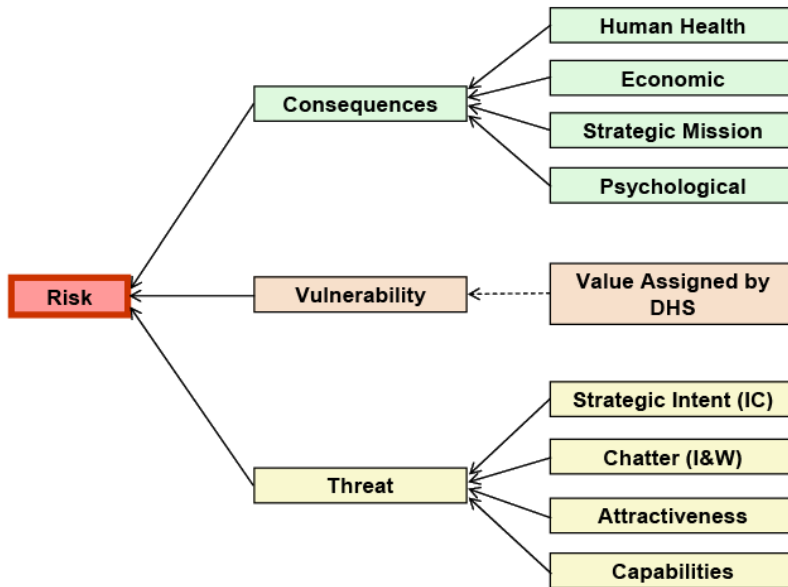 Human Health
Economic
Consequences
Strategic Mission
Psychological
Risk
Vulnerability
Value Assigned by
DHS
Strategic Intent (IC)
Chatter (I&W)
Threat
Attractiveness
Capabilities